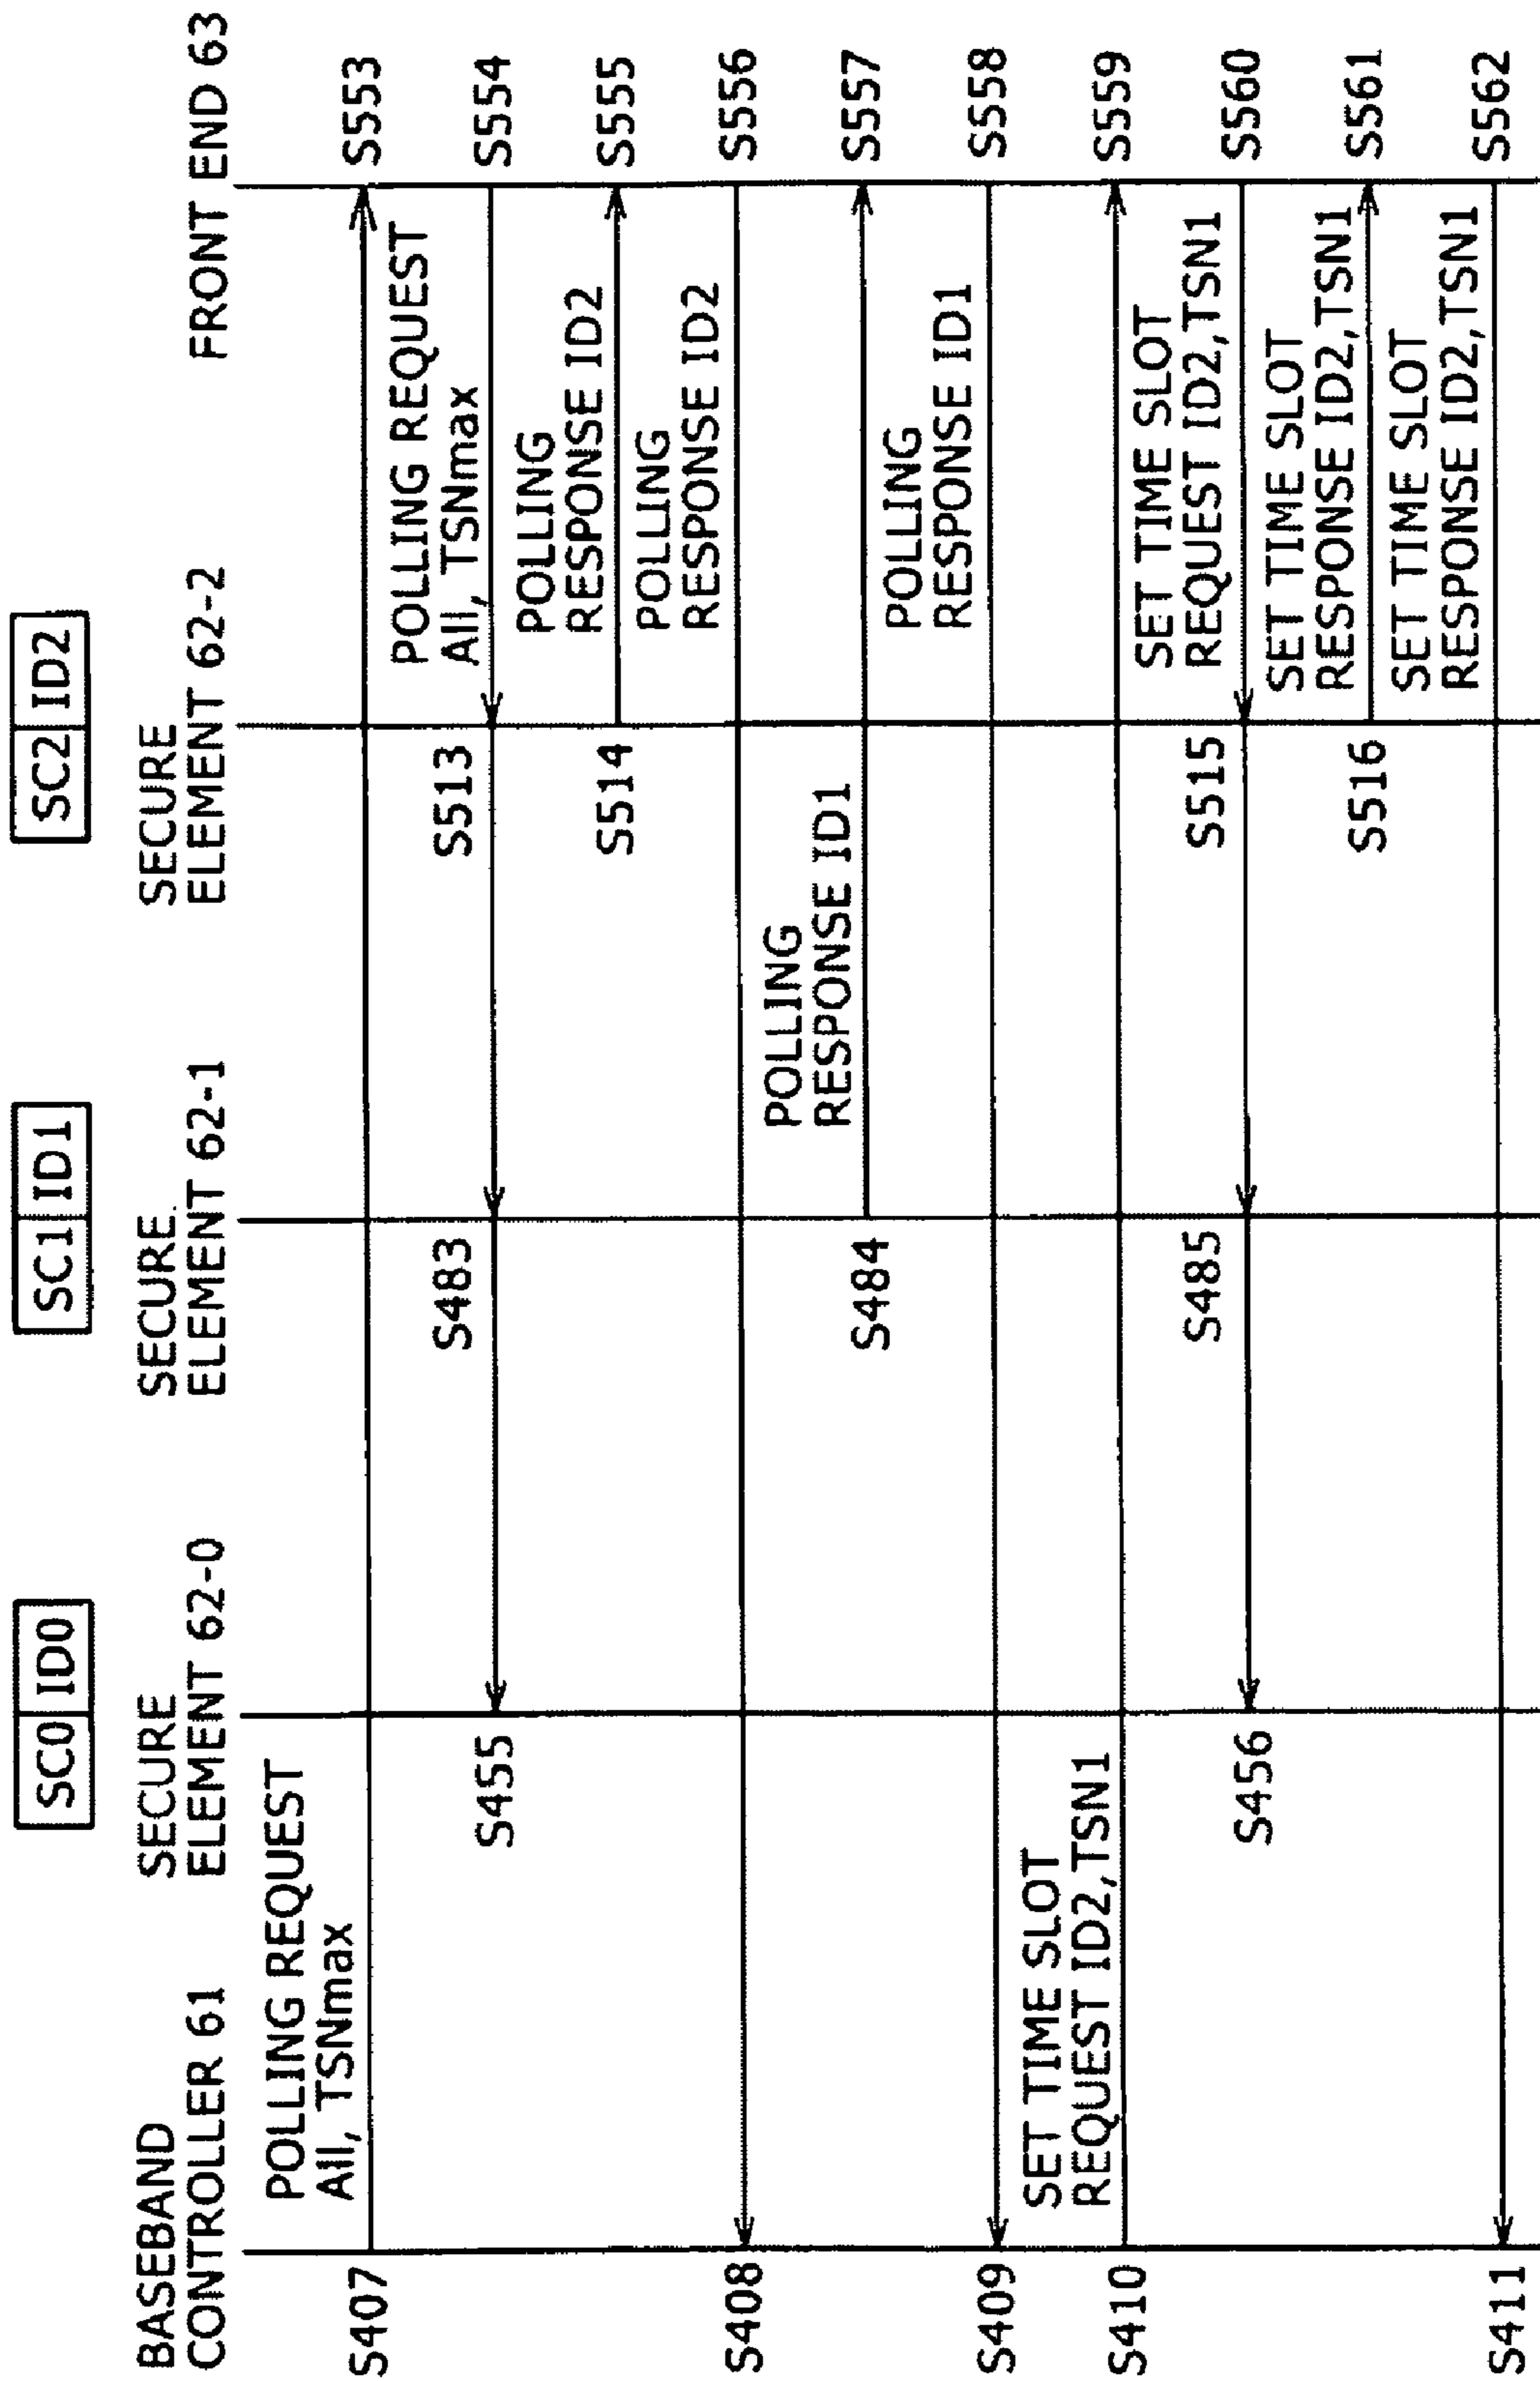 SC0 ID0
SC1 ID1
SC2 ID2
BASEBAND
CONTROLLER 61
SECURE
ELEMENT 62-0
SECURE
ELEMENT 62-1
SECURE
ELEMENT 62-2
FRONT END 63
POLLING REQUEST
All, TSNmax
S407
S553
POLLING REQUEST
All, TSNmax
S455
S483
S513
S554
POLLING
RESPONSE ID2
S514
S555
POLLING
RESPONSE ID2
S408
S556
POLLING
RESPONSE ID1
S484
S557
POLLING
RESPONSE ID1
S409
S558
SET TIME SLOT
REQUEST ID2,TSN1
S410
S559
SET TIME SLOT
REQUEST ID2,TSN1
S456
S485
S515
S560
SET TIME SLOT
RESPONSE ID2,TSN1
S516
S561
SET TIME SLOT
RESPONSE ID2,TSN1
S411
S562